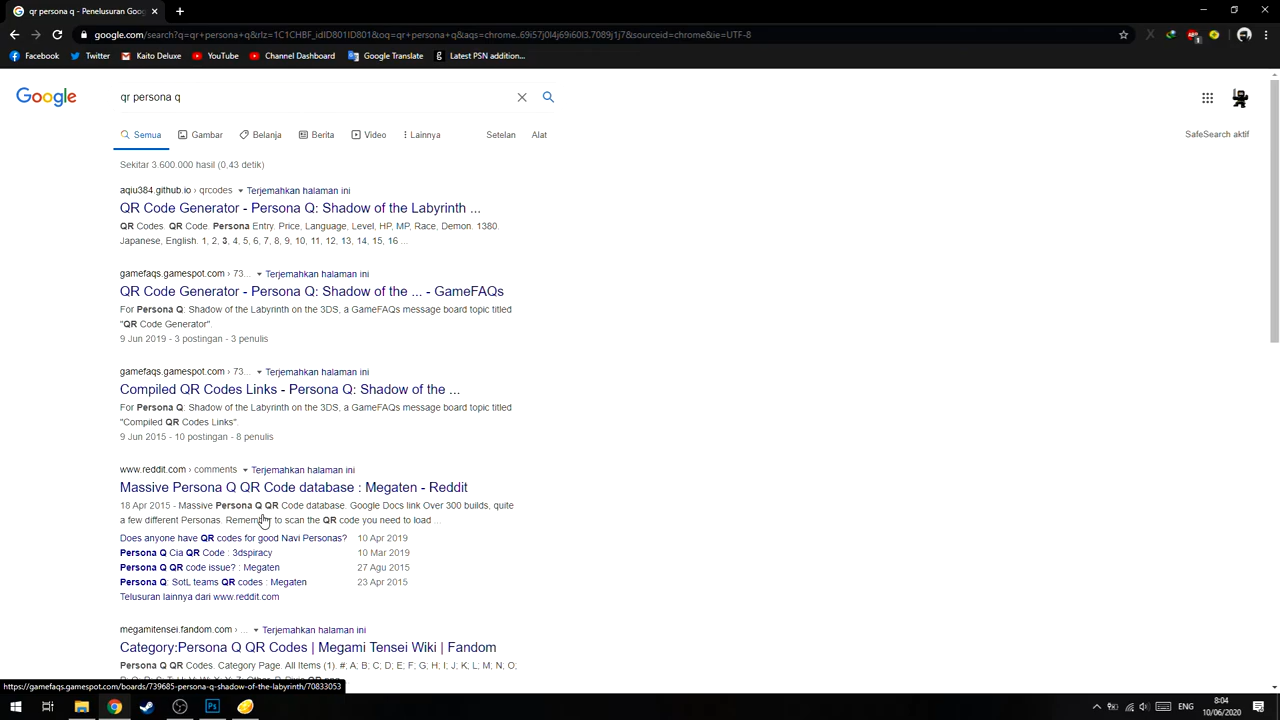 qr persona q - Penelusuran Goog
google.com/search?q=qr+persona+q&rlz=1C1CHBF_idID801ID801&oq=qr+persona+q&aqs=chrome..69i57j0l4j69i60l3.7089j1j7&sourceid=chrome&ie=UTF-8
Facebook Twitter Kaito Deluxe YouTube Channel Dashboard Google Translate Latest PSN addition...
Google
qr persona q
Semua Gambar Belanja Berita Video Lainnya Setelan Alat
SafeSearch aktif
Sekitar 3.600.000 hasil (0,43 detik)
aqiu384.github.io › qrcodes Terjemahkan halaman ini
QR Code Generator - Persona Q: Shadow of the Labyrinth ...
QR Codes. QR Code. Persona Entry. Price, Language, Level, HP, MP, Race, Demon. 1380.
Japanese, English. 1, 2, 3, 4, 5, 6, 7, 8, 9, 10, 11, 12, 13, 14, 15, 16 ...
gamefaqs.gamespot.com › 73... Terjemahkan halaman ini
QR Code Generator - Persona Q: Shadow of the ... - GameFAQs
For Persona Q: Shadow of the Labyrinth on the 3DS, a GameFAQs message board topic titled
"QR Code Generator".
9 Jun 2019 - 3 postingan - 3 penulis
gamefaqs.gamespot.com › 73... Terjemahkan halaman ini
Compiled QR Codes Links - Persona Q: Shadow of the ...
For Persona Q: Shadow of the Labyrinth on the 3DS, a GameFAQs message board topic titled
"Compiled QR Codes Links".
9 Jun 2015 - 10 postingan - 8 penulis
www.reddit.com › comments Terjemahkan halaman ini
Massive Persona Q QR Code database : Megaten - Reddit
18 Apr 2015 - Massive Persona Q QR Code database. Google Docs link Over 300 builds, quite
a few different Personas. Remember to scan the QR code you need to load ...
Does anyone have QR codes for good Navi Personas? 10 Apr 2019
Persona Q Cia QR Code : 3dspiracy 10 Mar 2019
Persona Q QR code issue? : Megaten 27 Agu 2015
Persona Q: SotL teams QR codes : Megaten 23 Apr 2015
Telusuran lainnya dari www.reddit.com
megamitensei.fandom.com › ... Terjemahkan halaman ini
Category:Persona Q QR Codes | Megami Tensei Wiki | Fandom
Persona Q QR Codes. Category Page. All Items (1). #; A; B; C; D; E; F; G; H; I; J; K; L; M; N; O;
https://gamefaqs.gamespot.com/boards/739685-persona-q-shadow-of-the-labyrinth/70833053
ENG
8:04
10/06/2020